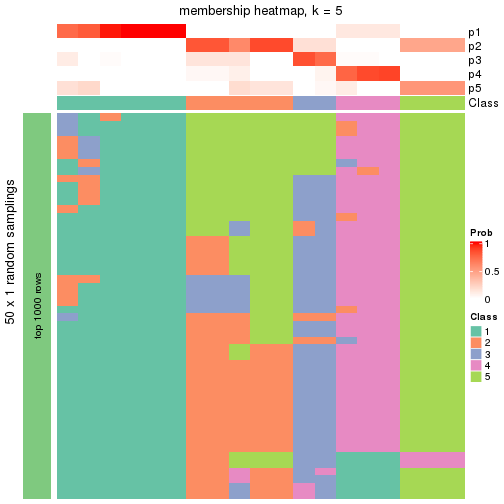 membership heatmap, k = 5
p1
p2
p3
p4
p5
Class
50 x 1 random samplings
top 1000 rows
Prob
1
0.5
0
Class
1
2
3
4
5